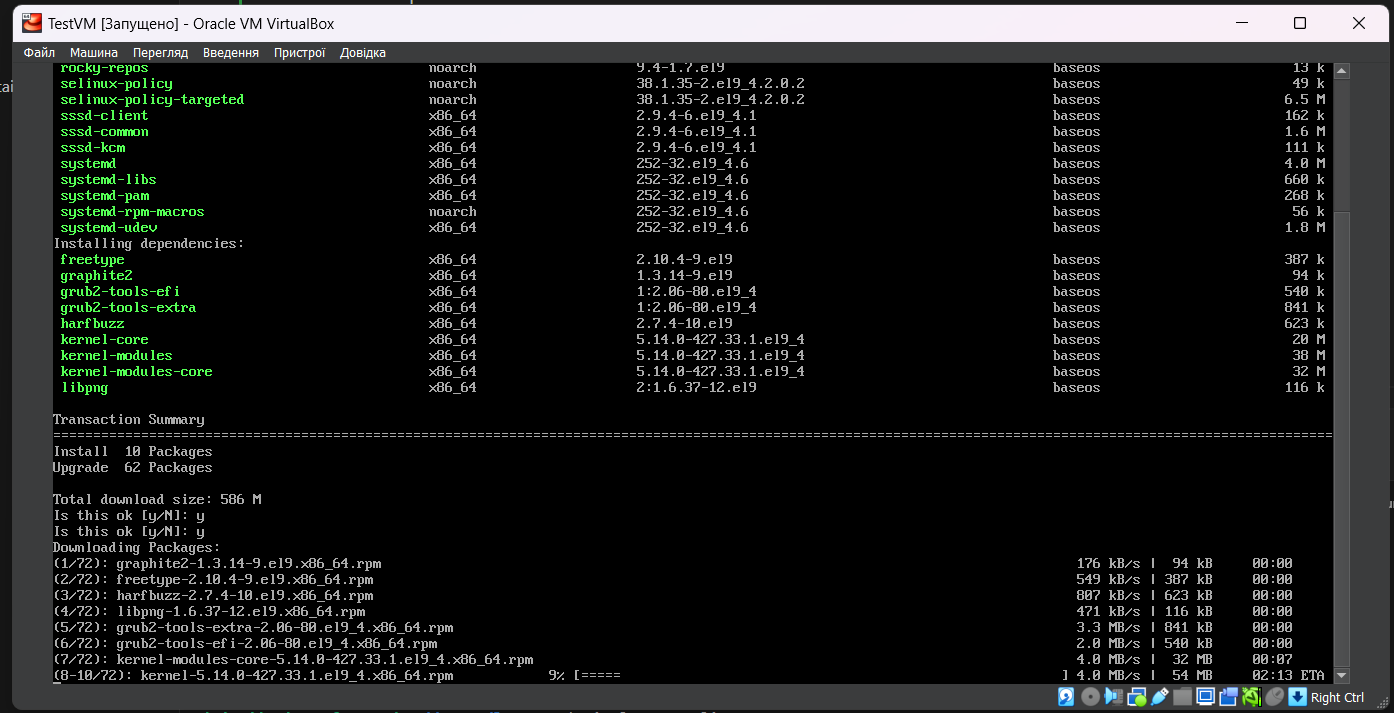 TestVM [Запущено] - Oracle VM VirtualBox
Файл Машина Перегляд Введення Пристрої Довідка
rocky-repos noarch 9.4-1.7.el9 baseos 13 k
selinux-policy noarch 38.1.35-2.el9_4.2.0.2 baseos 49 k
selinux-policy-targeted noarch 38.1.35-2.el9_4.2.0.2 baseos 6.5 M
sssd-client x86_64 2.9.4-6.el9_4.1 baseos 162 k
sssd-common x86_64 2.9.4-6.el9_4.1 baseos 1.6 M
sssd-kcm x86_64 2.9.4-6.el9_4.1 baseos 111 k
systemd x86_64 252-32.el9_4.6 baseos 4.0 M
systemd-libs x86_64 252-32.el9_4.6 baseos 660 k
systemd-pam x86_64 252-32.el9_4.6 baseos 268 k
systemd-rpm-macros noarch 252-32.el9_4.6 baseos 56 k
systemd-udev x86_64 252-32.el9_4.6 baseos 1.8 M
Installing dependencies:
freetype x86_64 2.10.4-9.el9 baseos 387 k
graphite2 x86_64 1.3.14-9.el9 baseos 94 k
grub2-tools-efi x86_64 1:2.06-80.el9_4 baseos 540 k
grub2-tools-extra x86_64 1:2.06-80.el9_4 baseos 841 k
harfbuzz x86_64 2.7.4-10.el9 baseos 623 k
kernel-core x86_64 5.14.0-427.33.1.el9_4 baseos 20 M
kernel-modules x86_64 5.14.0-427.33.1.el9_4 baseos 38 M
kernel-modules-core x86_64 5.14.0-427.33.1.el9_4 baseos 32 M
libpng x86_64 2:1.6.37-12.el9 baseos 116 k
Transaction Summary
================================================================================
Install 10 Packages
Upgrade 62 Packages
Total download size: 586 M
Is this ok [y/N]: y
Is this ok [y/N]: y
Downloading Packages:
(1/72): graphite2-1.3.14-9.el9.x86_64.rpm 176 kB/s | 94 kB 00:00
(2/72): freetype-2.10.4-9.el9.x86_64.rpm 549 kB/s | 387 kB 00:00
(3/72): harfbuzz-2.7.4-10.el9.x86_64.rpm 807 kB/s | 623 kB 00:00
(4/72): libpng-1.6.37-12.el9.x86_64.rpm 471 kB/s | 116 kB 00:00
(5/72): grub2-tools-extra-2.06-80.el9_4.x86_64.rpm 3.3 MB/s | 841 kB 00:00
(6/72): grub2-tools-efi-2.06-80.el9_4.x86_64.rpm 2.0 MB/s | 540 kB 00:00
(7/72): kernel-modules-core-5.14.0-427.33.1.el9_4.x86_64.rpm 4.0 MB/s | 32 MB 00:07
(8-10/72): kernel-5.14.0-427.33.1.el9_4.x86_64.rpm 9% [===== ] 4.0 MB/s | 54 MB 02:13 ETA
Right Ctrl